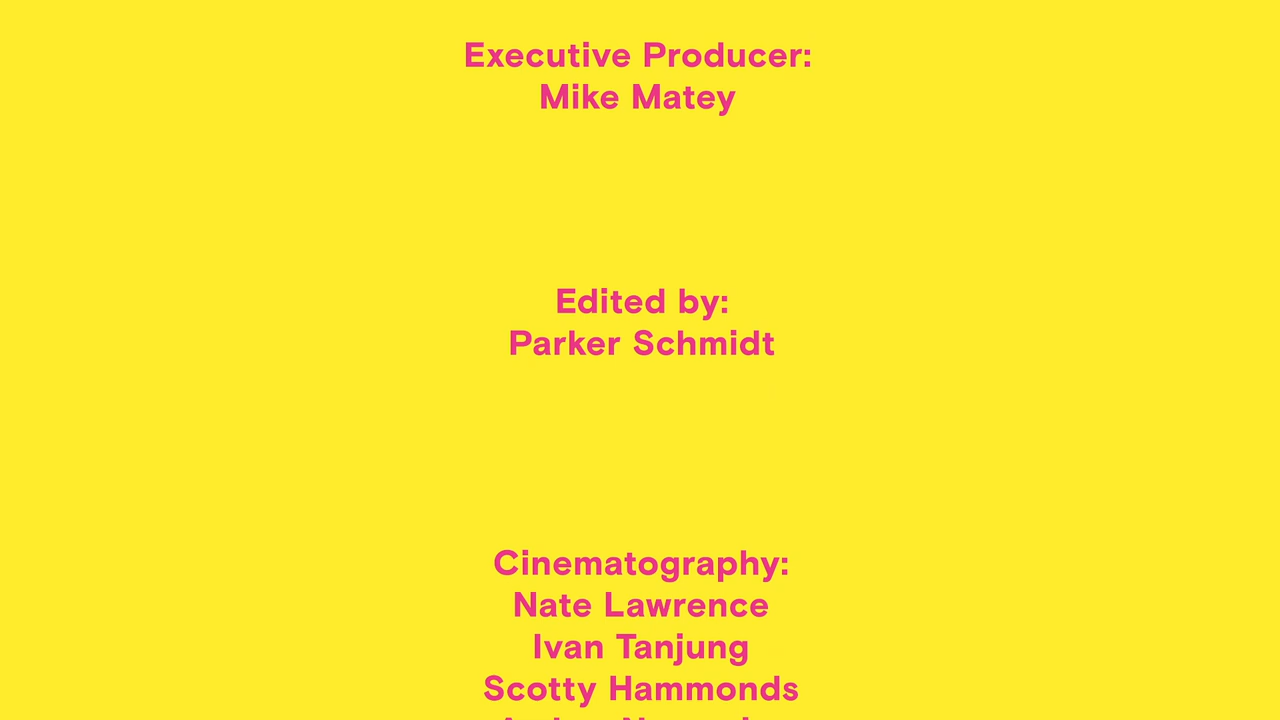 Executive Producer:
Mike Matey
Edited by:
Parker Schmidt
Cinematography:
Nate Lawrence
Ivan Tanjung
Scotty Hammonds